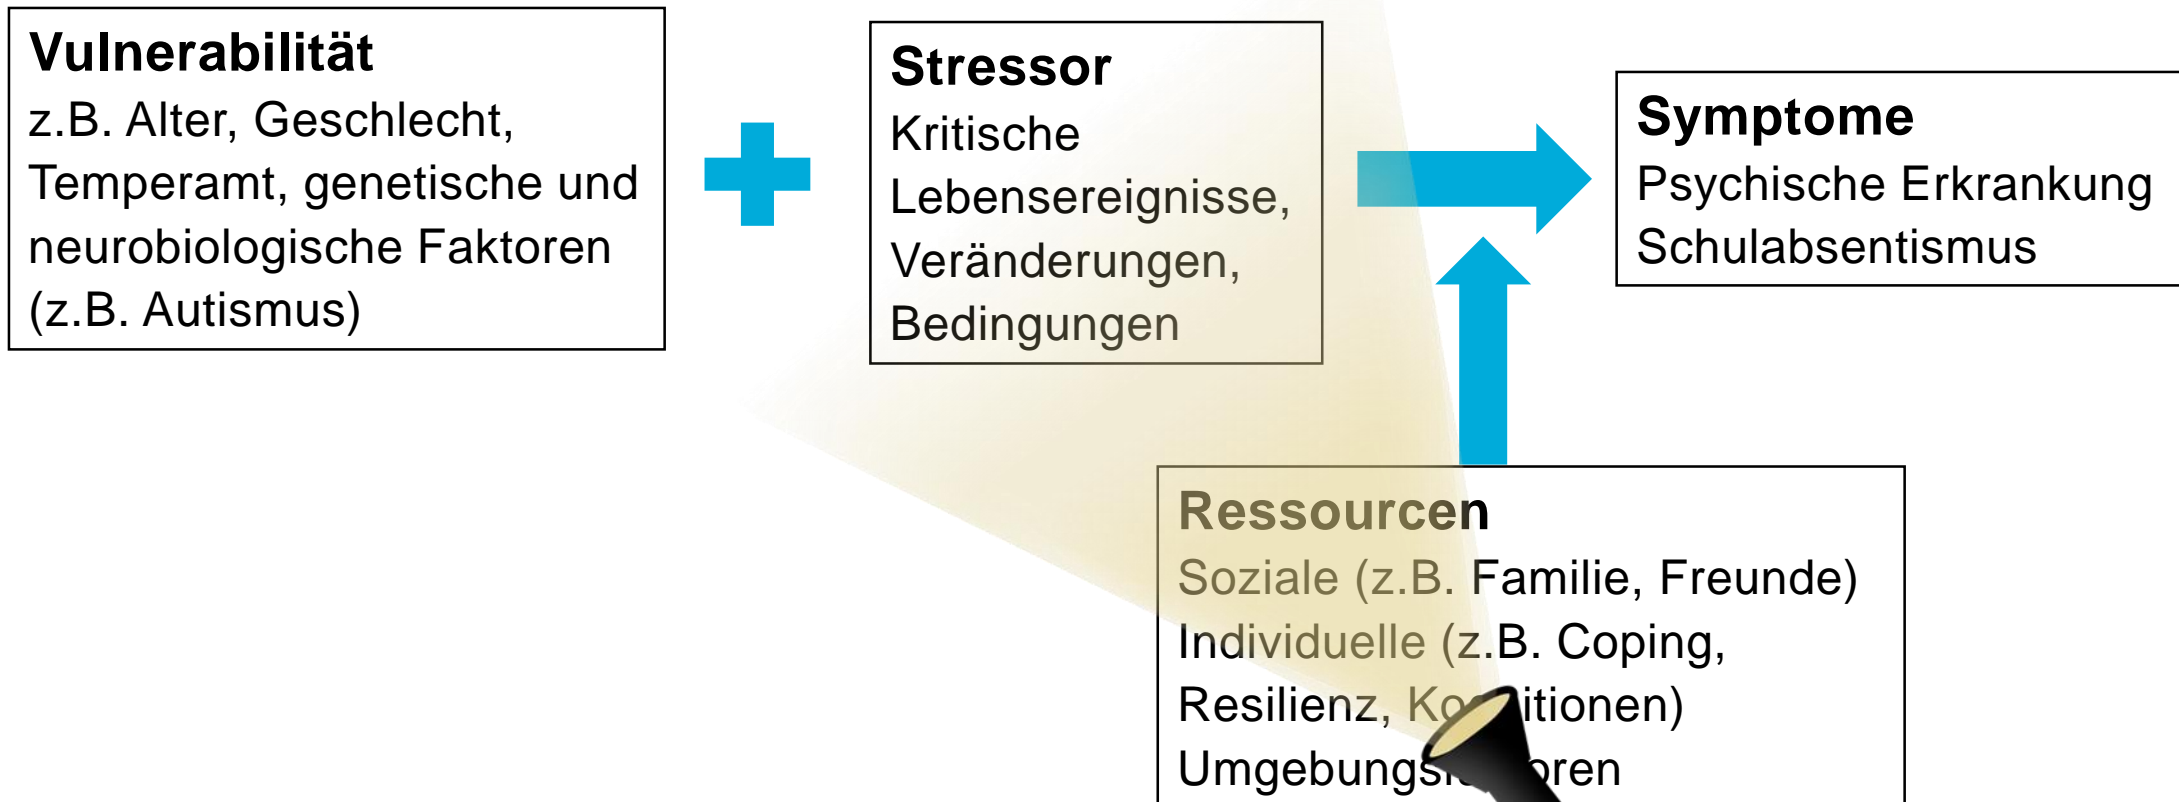 Vulnerabilität
z.B. Alter, Geschlecht,
Temperamt, genetische und
neurobiologische Faktoren
(z.B. Autismus)
Stressor
Kritische
Lebensereignisse,
Veränderungen,
Bedingungen
Symptome
Psychische Erkrankung
Schulabsentismus
Ressourcen
Soziale (z.B. Familie, Freunde)
Individuelle (z.B. Coping,
Resilienz,